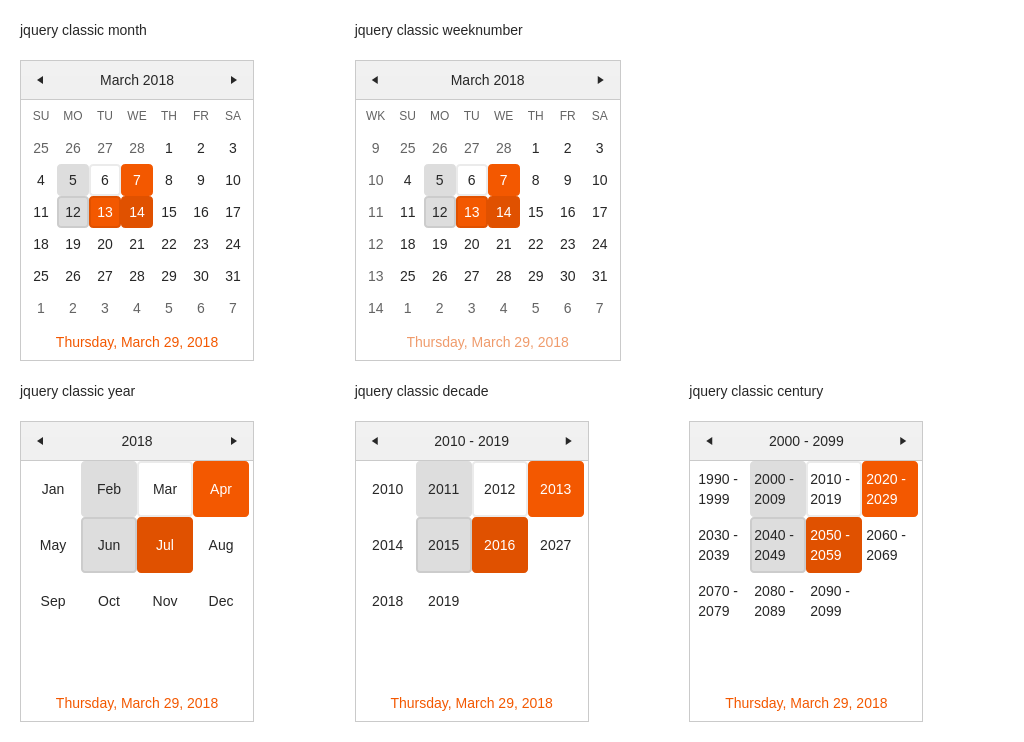 jquery classic month
March 2018
SU MO TU WE TH FR SA
25 26 27 28 1 2 3
4 5 6 7 8 9 10
11 12 13 14 15 16 17
18 19 20 21 22 23 24
25 26 27 28 29 30 31
1 2 3 4 5 6 7
Thursday, March 29, 2018
jquery classic weeknumber
March 2018
WK SU MO TU WE TH FR SA
9 25 26 27 28 1 2 3
10 4 5 6 7 8 9 10
11 11 12 13 14 15 16 17
12 18 19 20 21 22 23 24
13 25 26 27 28 29 30 31
14 1 2 3 4 5 6 7
Thursday, March 29, 2018
jquery classic year
2018
Jan Feb Mar Apr
May Jun Jul Aug
Sep Oct Nov Dec
Thursday, March 29, 2018
jquery classic decade
2010 - 2019
2010 2011 2012 2013
2014 2015 2016 2027
2018 2019
Thursday, March 29, 2018
jquery classic century
2000 - 2099
1990 - 2000 - 2010 - 2020 -
1999 2009 2019 2029
2030 - 2040 - 2050 - 2060 -
2039 2049 2059 2069
2070 - 2080 - 2090 -
2079 2089 2099
Thursday, March 29, 2018